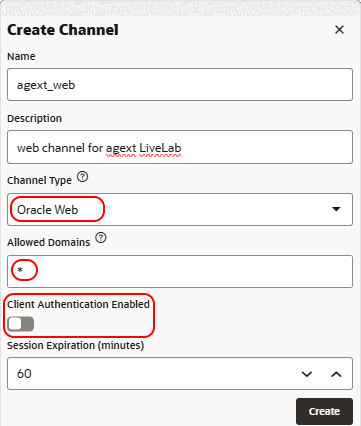 Create Channel
Name
agext_web
Description
web channel for agext LiveLab
Channel Type
Oracle Web
Allowed Domains
*
Client Authentication Enabled
Session Expiration (minutes)
60
Create